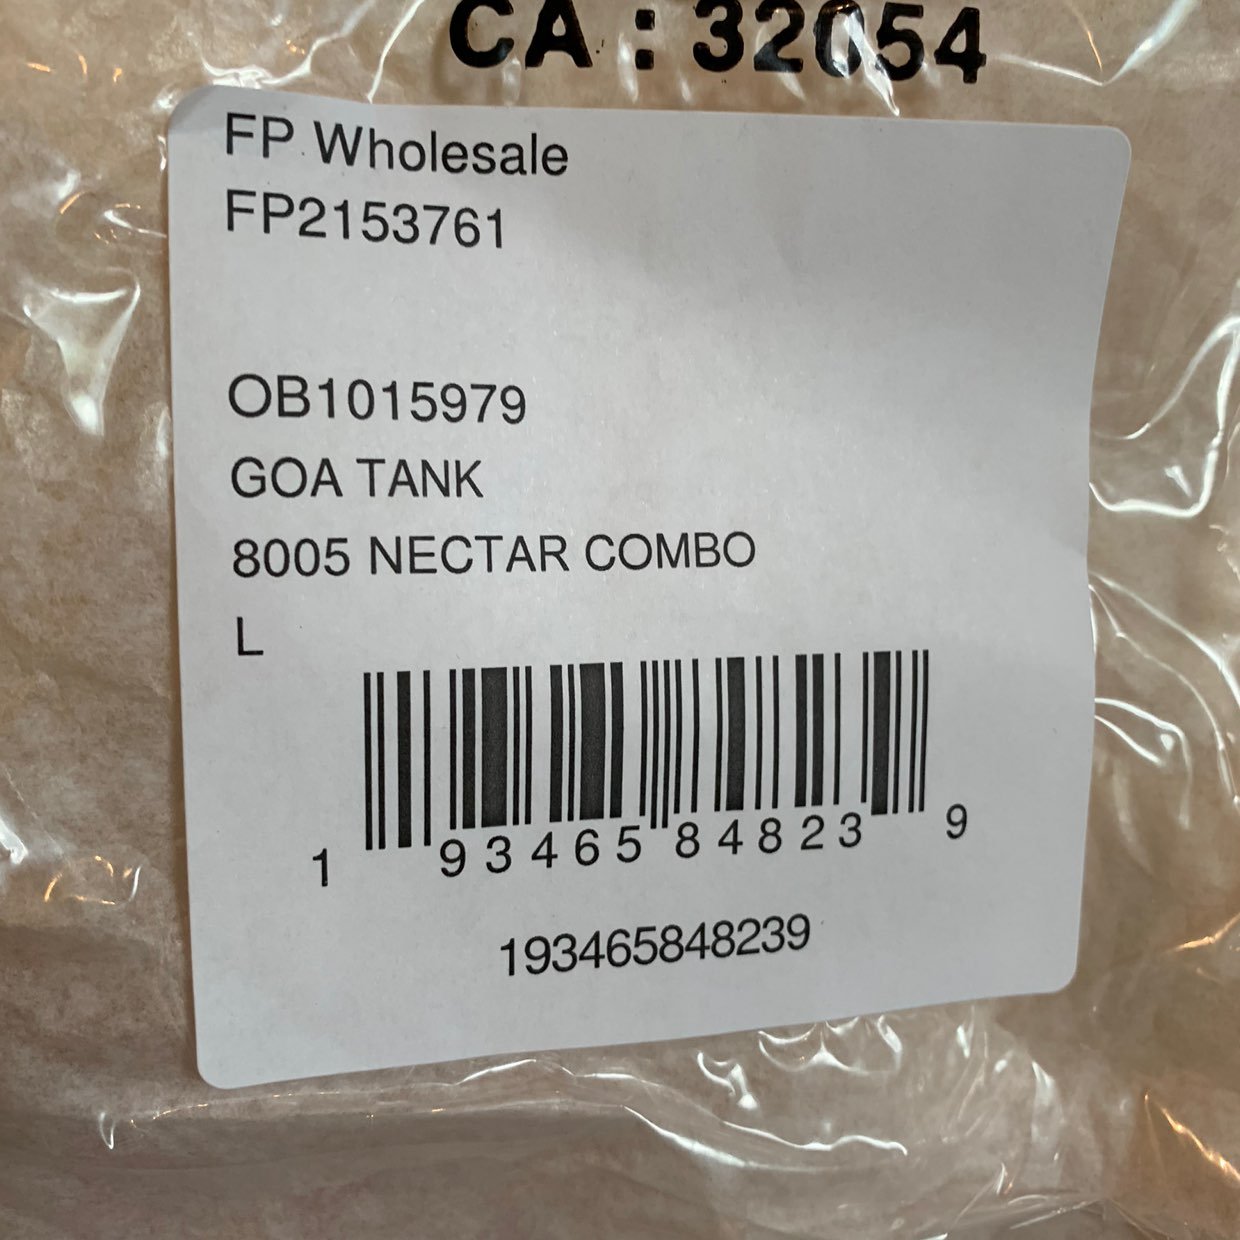 CA : 32054
FP Wholesale
FP2153761
OB1015979
GOA TANK
8005 NECTAR COMBO
L
1 93465 84823 9
193465848239